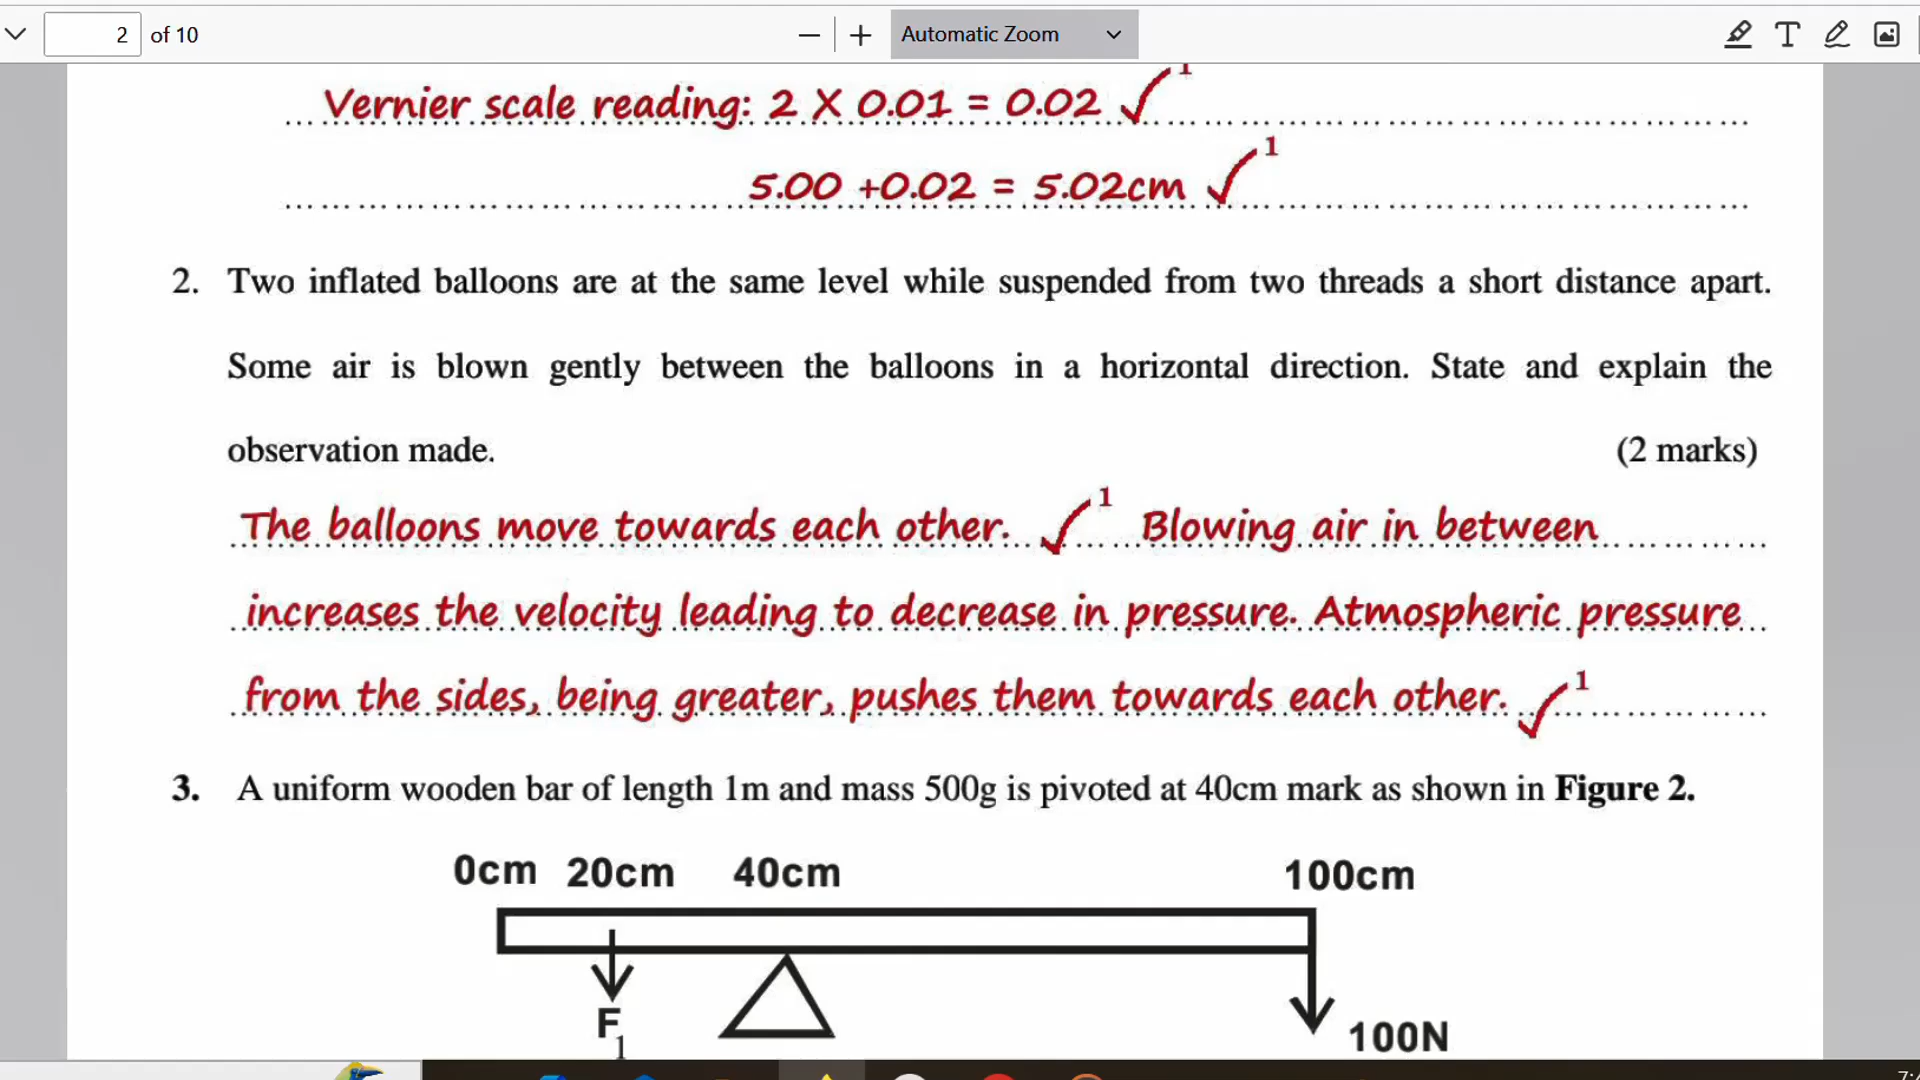 2 of 10 Automatic Zoom
1
Vernier scale reading: 2 X 0.01 = 0.02
1
5.00 +0.02 = 5.02cm
2. Two inflated balloons are at the same level while suspended from two threads a short distance apart.
Some air is blown gently between the balloons in a horizontal direction. State and explain the
observation made. (2 marks)
The balloons move towards each other. 1 Blowing air in between
increases the velocity leading to decrease in pressure. Atmospheric pressure
from the sides, being greater, pushes them towards each other. 1
3. A uniform wooden bar of length 1m and mass 500g is pivoted at 40cm mark as shown in Figure 2.
0cm 20cm 40cm 100cm
F1
100N